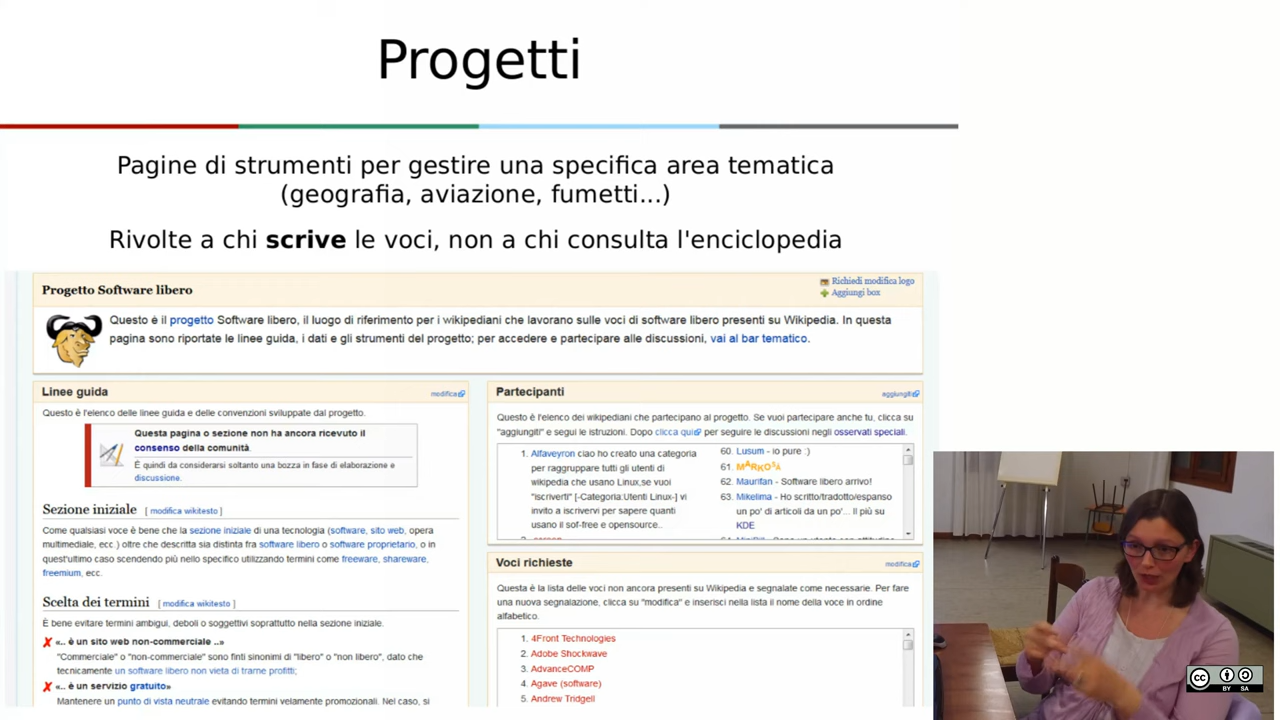 Progetti
Pagine di strumenti per gestire una specifica area tematica
(geografia, aviazione, fumetti...)
Rivolte a chi scrive le voci, non a chi consulta l'enciclopedia
Progetto Software libero
Richiedi modifica logo
Aggiungi box
Questo è il progetto Software libero, il luogo di riferimento per i wikipediani che lavorano sulle voci di software libero presenti su Wikipedia. In questa
pagina sono riportate le linee guida, i dati e gli strumenti del progetto; per accedere e partecipare alle discussioni, vai al bar tematico.
Linee guida
modifica
Questo è l'elenco delle linee guida e delle convenzioni sviluppate dal progetto.
Questa pagina o sezione non ha ancora ricevuto il
consenso della comunità.
È quindi da considerarsi soltanto una bozza in fase di elaborazione e
discussione.
Sezione iniziale [ modifica wikitesto ]
Come qualsiasi voce è bene che la sezione iniziale di una tecnologia (software, sito web, opera
multimediale, ecc.) oltre che descritta sia distinta fra software libero o software proprietario, o in
quest'ultimo caso scendendo più nello specifico utilizzando termini come freeware, shareware,
freemium, ecc.
Scelta dei termini [ modifica wikitesto ]
È bene evitare termini ambigui, deboli o soggettivi soprattutto nella sezione iniziale.
✘ «.. è un sito web non-commerciale ..»
"Commerciale" o "non-commerciale" sono finti sinonimi di "libero" o "non libero", dato che
tecnicamente un software libero non vieta di trarne profitti;
✘ «.. è un servizio gratuito»
Mantenere un punto di vista neutrale evitando termini velamente promozionali. Nel caso, si
Partecipanti
aggiungiti
Questo è l'elenco dei wikipediani che partecipano al progetto. Se vuoi partecipare anche tu, clicca su
"aggiungiti" e segui le istruzioni. Dopo clicca qui per seguire le discussioni negli osservati speciali.
1. Alfaveyron ciao ho creato una categoria
per raggruppare tutti gli utenti di
wikipedia che usano Linux,se vuoi
"iscriverti" [-Categoria:Utenti Linux-] vi
invito a iscrivervi per sapere quanti
usano il sof-free e opensource..
60. Lusum - io pure :)
61. MARKOSA
62. Maurifan - Software libero arrivo!
63. Mikelima - Ho scritto/tradotto/espanso
un po' di articoli da un po'... Il più su
KDE
Voci richieste
modifica
Questa è la lista delle voci non ancora presenti su Wikipedia e segnalate come necessarie. Per fare
una nuova segnalazione, clicca su "modifica" e inserisci nella lista il nome della voce in ordine
alfabetico.
1. 4Front Technologies
2. Adobe Shockwave
3. AdvanceCOMP
4. Agave (software)
5. Andrew Tridgell
CC BY SA